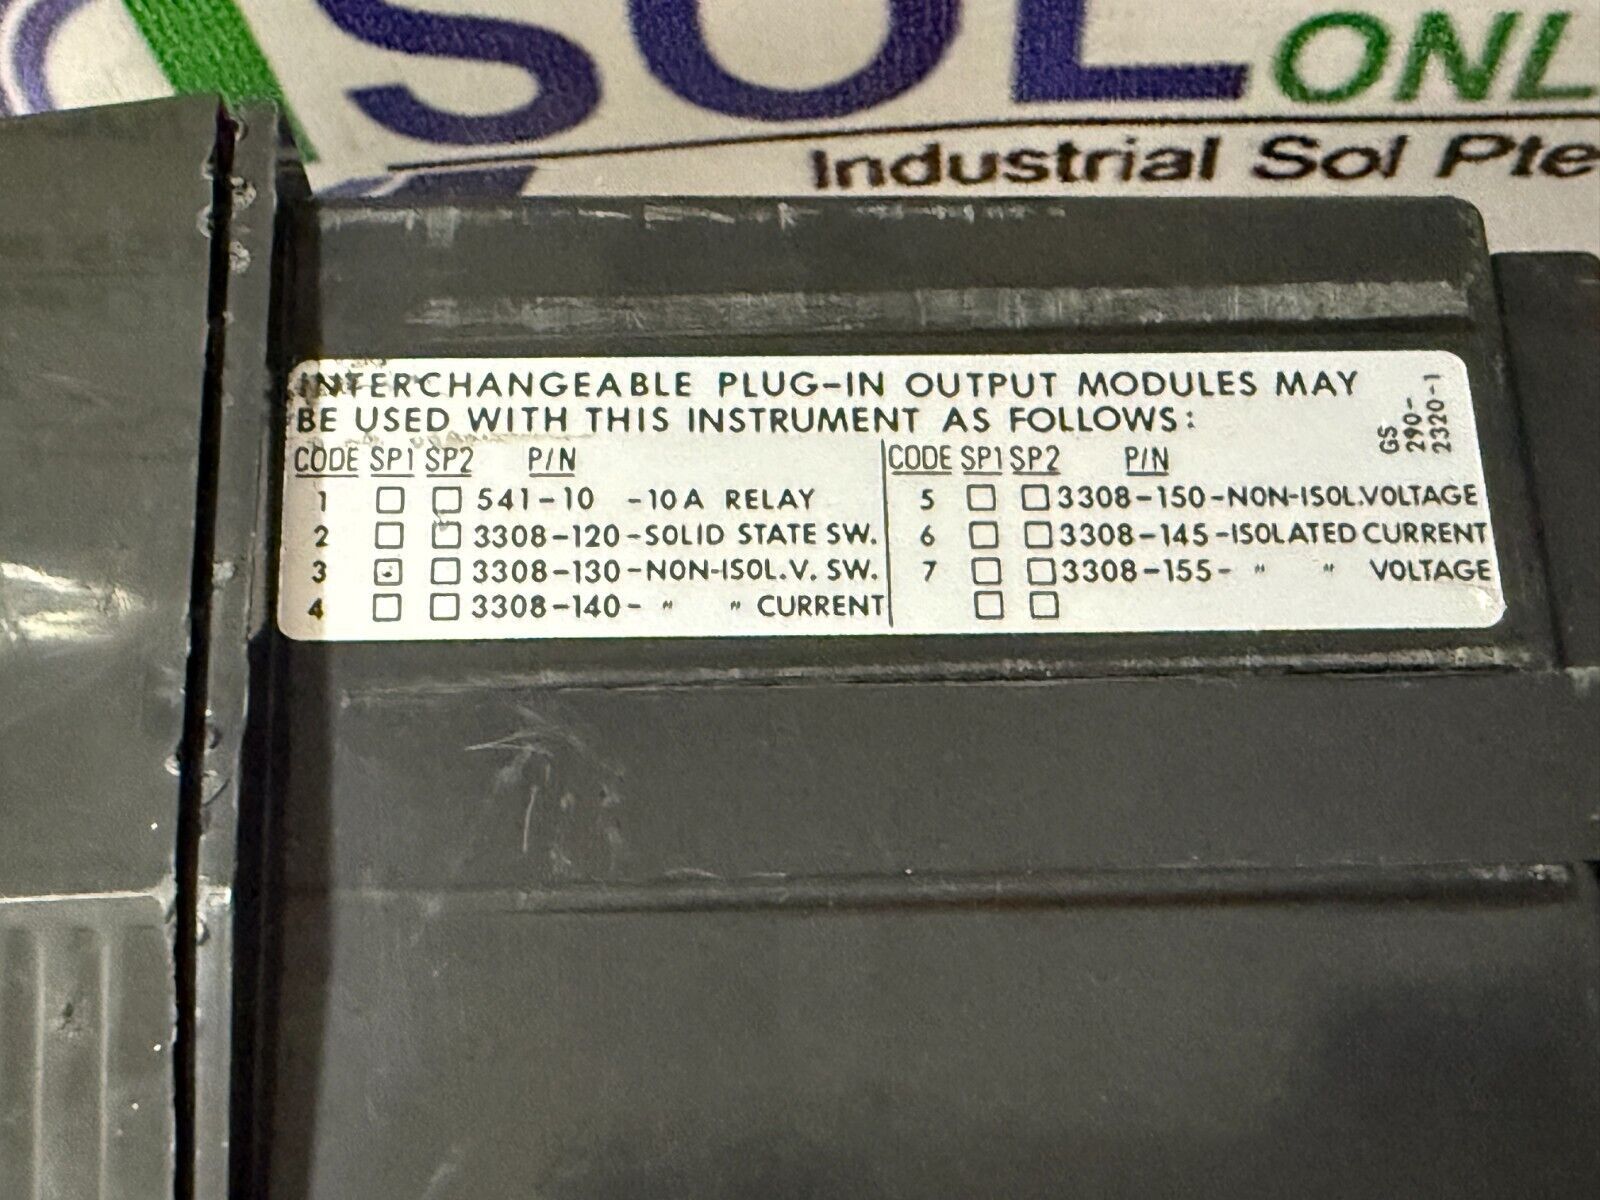 SOL ONL
Industrial Sol Pte
INTERCHANGEABLE PLUG-IN OUTPUT MODULES MAY
BE USED WITH THIS INSTRUMENT AS FOLLOWS:
GS
290-
2320-1
CODE SP1 SP2 P/N
1 □ □ 541-10 -10A RELAY
2 □ □ 3308-120-SOLID STATE SW.
3 ⊡ □ 3308-130-NON-ISOL.V. SW.
4 □ □ 3308-140- " " CURRENT
CODE SP1 SP2 P/N
5 □ □ 3308-150-NON-ISOL.VOLTAGE
6 □ □ 3308-145-ISOLATED CURRENT
7 □ □ 3308-155- " " VOLTAGE
□ □